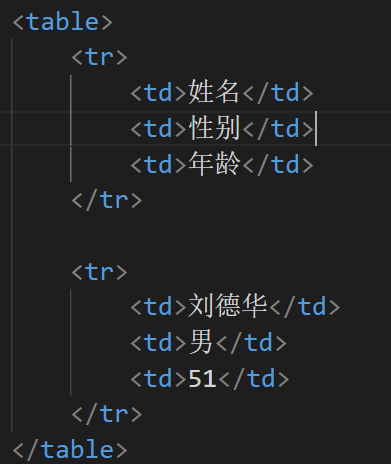 <table>
<tr>
<td>姓名</td>
<td>性别</td>
<td>年龄</td>
</tr>
<tr>
<td>刘德华</td>
<td>男</td>
<td>51</td>
</tr>
</table>